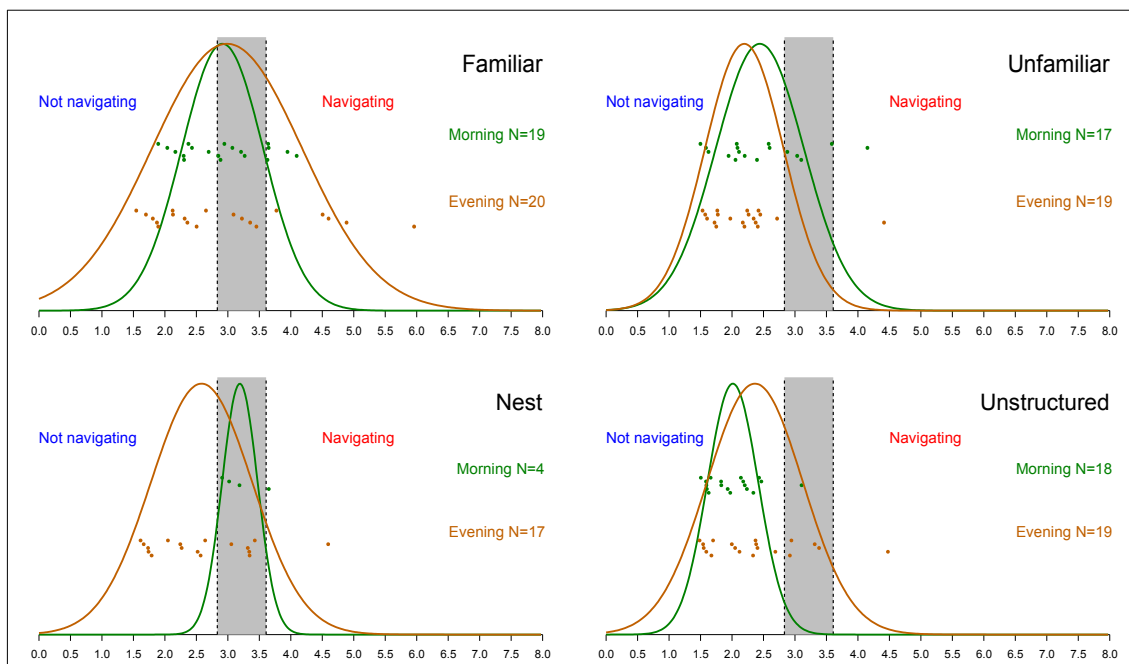 Familiar
Not navigating
Navigating
Morning N=19
Evening N=20
0.0 0.5 1.0 1.5 2.0 2.5 3.0 3.5 4.0 4.5 5.0 5.5 6.0 6.5 7.0 7.5 8.0
Unfamiliar
Not navigating
Navigating
Morning N=17
Evening N=19
0.0 0.5 1.0 1.5 2.0 2.5 3.0 3.5 4.0 4.5 5.0 5.5 6.0 6.5 7.0 7.5 8.0
Nest
Not navigating
Navigating
Morning N=4
Evening N=17
0.0 0.5 1.0 1.5 2.0 2.5 3.0 3.5 4.0 4.5 5.0 5.5 6.0 6.5 7.0 7.5 8.0
Unstructured
Not navigating
Navigating
Morning N=18
Evening N=19
0.0 0.5 1.0 1.5 2.0 2.5 3.0 3.5 4.0 4.5 5.0 5.5 6.0 6.5 7.0 7.5 8.0